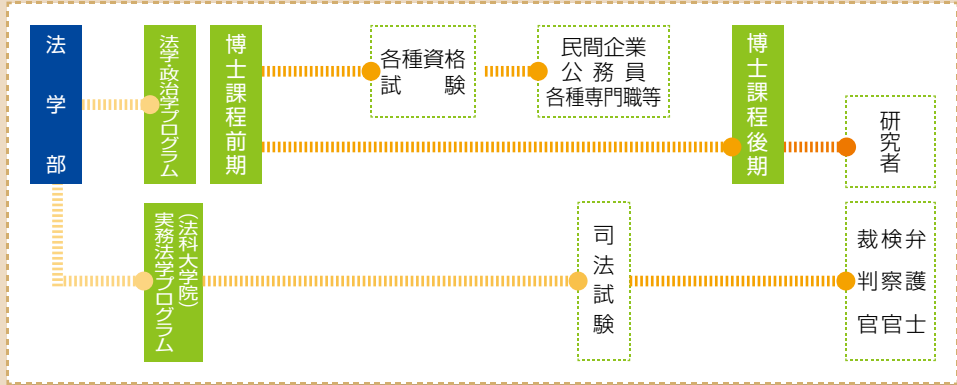 法学部
法学・政治学プログラム
博士課程前期
各種資格
試験
民間企業
公務員
各種専門職等
博士課程後期
研究者
(法科大学院)
実務法学プログラム
司法試験
弁護士
検察官
裁判官